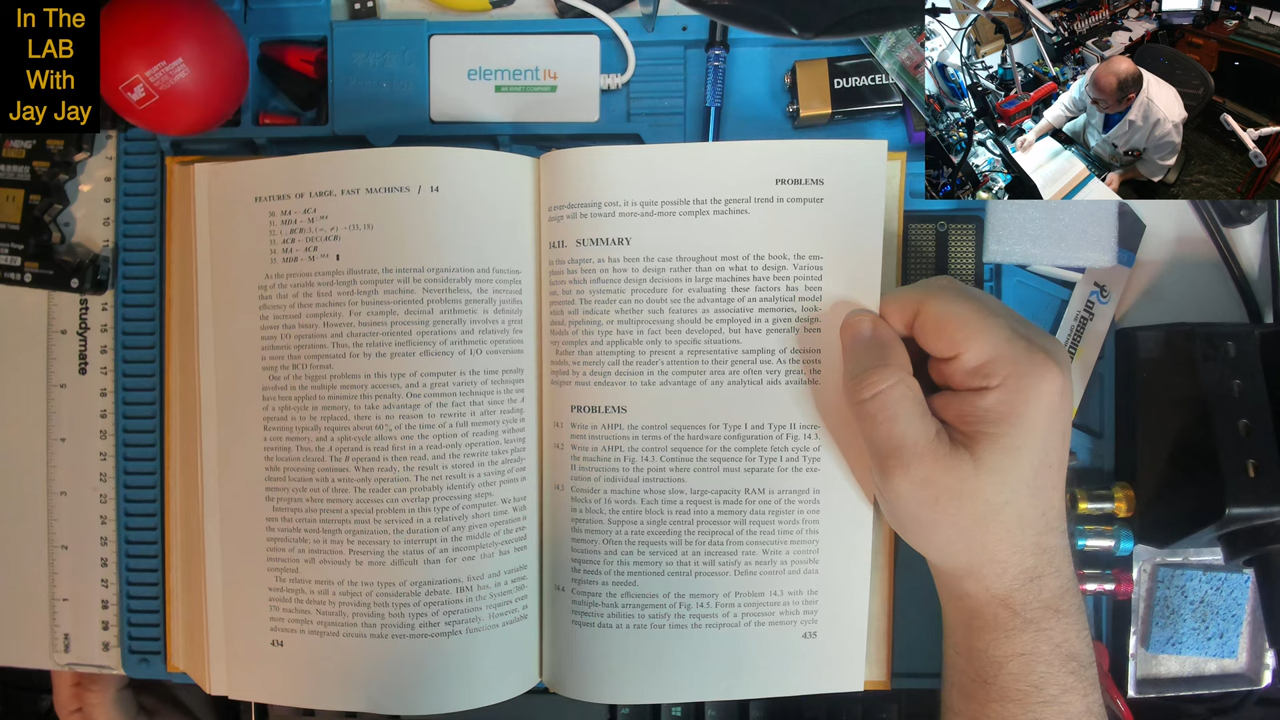 In The
LAB
With
Jay Jay
WURTH
ELEKTRONIK
MORE THAN
YOU EXPECT
element14
AN AVNET COMPANY
DURACELL
studymate
INCH
FEATURES OF LARGE, FAST MACHINES / 14
30. MA ← ACA
31. MDA ← M
33. ACB ← DEC(ACB)
34. MA ← ACB
35. MDB ← M
As the previous examples illustrate, the internal organization and function-
ing of the variable word-length computer will be considerably more complex
than that of the fixed word-length machine. Nevertheless, the increased
efficiency of these machines for business-oriented problems generally justifies
the increased complexity. For example, decimal arithmetic is definitely
slower than binary. However, business processing generally involves a great
many I/O operations and character-oriented operations and relatively few
arithmetic operations. Thus, the relative inefficiency of arithmetic operations
is more than compensated for by the greater efficiency of I/O conversions
using the BCD format.
One of the biggest problems in this type of computer is the time penalty
involved in the multiple memory accesses, and a great variety of techniques
have been applied to minimize this penalty. One common technique is the use
of a split-cycle in memory, to take advantage of the fact that since the A
operand is to be replaced, there is no reason to rewrite it after reading.
Rewriting typically requires about 60% of the time of a full memory cycle in
a core memory, and a split-cycle allows one the option of reading without
rewriting. Thus, the A operand is read first in a read-only operation, leaving
the location cleared. The B operand is then read, and the rewrite takes place
while processing continues. When ready, the result is stored in the already-
cleared location with a write-only operation. The net result is a saving of one
memory cycle out of three. The reader can probably identify other points in
the program where memory accesses can overlap processing steps.
Interrupts also present a special problem in this type of computer. We have
seen that certain interrupts must be serviced in a relatively short time. With
the variable word-length organization, the duration of any given operation is
unpredictable; so it may be necessary to interrupt in the middle of the exe-
cution of an instruction. Preserving the status of an incompletely-executed
instruction will obviously be more difficult than for one that has been
completed.
The relative merits of the two types of organizations, fixed and variable
word-length, is still a subject of considerable debate. IBM has, in a sense,
avoided the debate by providing both types of operations in the System/360-
370 machines. Naturally, providing both types of operations requires even
more complex organization than providing either separately. However, as
advances in integrated circuits make ever-more-complex functions available
434
PROBLEMS
at ever-decreasing cost, it is quite possible that the general trend in computer
design will be toward more-and-more complex machines.
14.11. SUMMARY
In this chapter, as has been the case throughout most of the book, the em-
phasis has been on how to design rather than on what to design. Various
factors which influence design decisions in large machines have been pointed
out, but no systematic procedure for evaluating these factors has been
presented. The reader can no doubt see the advantage of an analytical model
which will indicate whether such features as associative memories, look-
ahead, pipelining, or multiprocessing should be employed in a given design.
Models of this type have in fact been developed, but have generally been
very complex and applicable only to specific situations.
Rather than attempting to present a representative sampling of decision
models, we merely call the reader's attention to their general use. As the costs
implied by a design decision in the computer area are often very great, the
designer must endeavor to take advantage of any analytical aids available.
PROBLEMS
14.1 Write in AHPL the control sequences for Type I and Type II incre-
ment instructions in terms of the hardware configuration of Fig. 14.3.
14.2 Write in AHPL the control sequence for the complete fetch cycle of
the machine in Fig. 14.3. Continue the sequence for Type I and Type
II instructions to the point where control must separate for the exe-
cution of individual instructions.
14.3 Consider a machine whose slow, large-capacity RAM is arranged in
blocks of 16 words. Each time a request is made for one of the words
in a block, the entire block is read into a memory data register in one
operation. Suppose a single central processor will request words from
this memory at a rate exceeding the reciprocal of the read time of this
memory. Often the requests will be for data from consecutive memory
locations and can be serviced at an increased rate. Write a control
sequence for this memory so that it will satisfy as nearly as possible
the needs of the mentioned central processor. Define control and data
registers as needed.
14.4 Compare the efficiencies of the memory of Problem 14.3 with the
multiple-bank arrangement of Fig. 14.5. Form a conjecture as to their
respective abilities to satisfy the requests of a processor which may
request data at a rate four times the reciprocal of the memory cycle
435